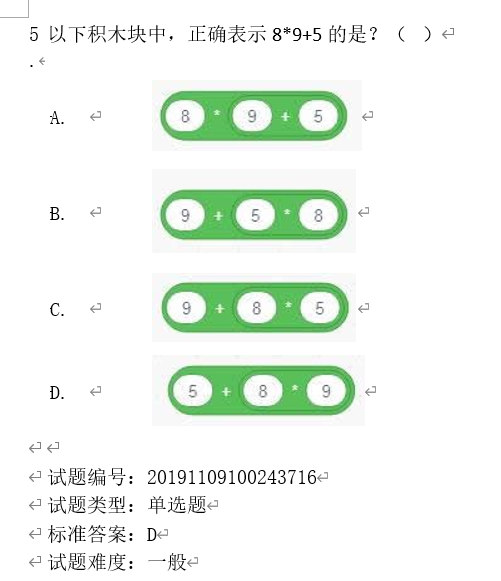 5 以下积木块中，正确表示 8*9+5 的是？（ ）
.
A. 8 * 9 + 5
B. 9 + 5 * 8
C. 9 + 8 * 5
D. 5 + 8 * 9
试题编号：20191109100243716
试题类型：单选题
标准答案：D
试题难度：一般